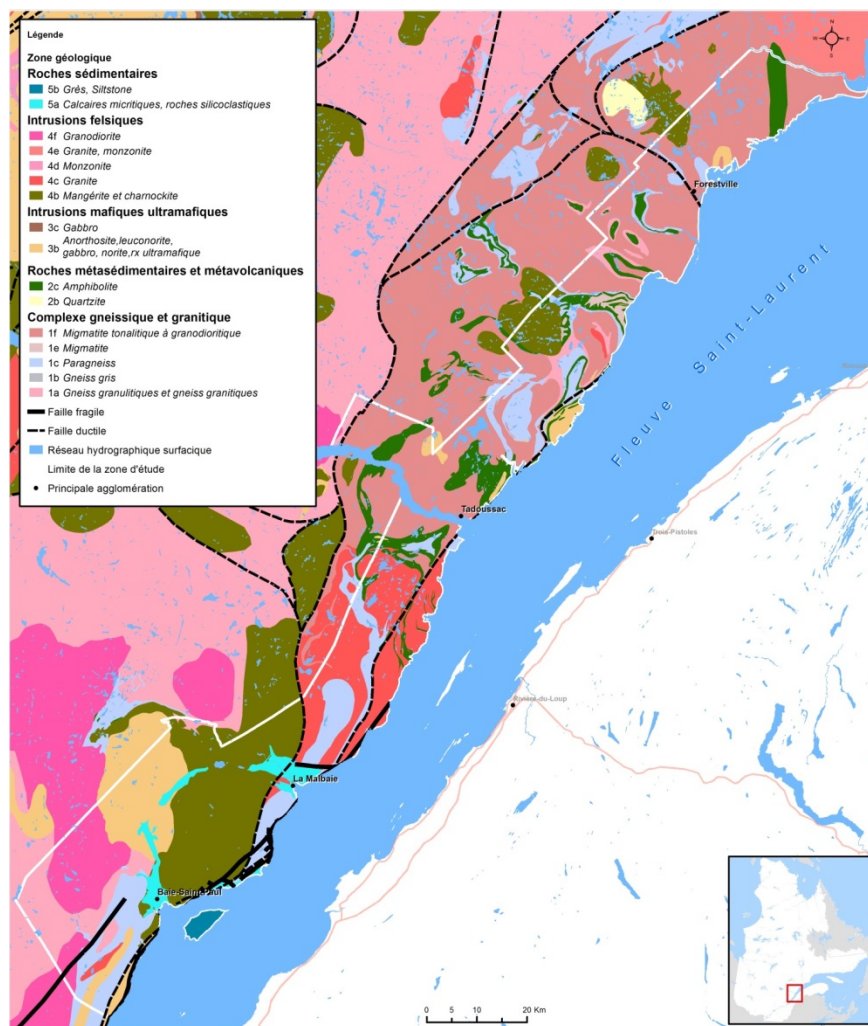 Légende
Zone géologique
Roches sédimentaires
5b Grès, Siltstone
5a Calcaires micritiques, roches silicoclastiques
Intrusions felsiques
4f Granodiorite
4e Granite, monzonite
4d Monzonite
4c Granite
4b Mangérite et charnockite
Intrusions mafiques ultramafiques
3c Gabbro
3b Anorthosite,leuconorite,
gabbro, norite,rx ultramafique
Roches métasédimentaires et métavolcaniques
2c Amphibolite
2b Quartzite
Complexe gneissique et granitique
1f Migmatite tonalitique à granodioritique
1e Migmatite
1c Paragneiss
1b Gneiss gris
1a Gneiss granulitiques et gneiss granitiques
Faille fragile
Faille ductile
Réseau hydrographique surfacique
Limite de la zone d'étude
Principale agglomération
N
W E
S
Forestville
Fleuve Saint-Laurent
Tadoussac
Trois-Pistoles
Rivière-du-Loup
La Malbaie
Baie-Saint-Paul
0 5 10 20 Km